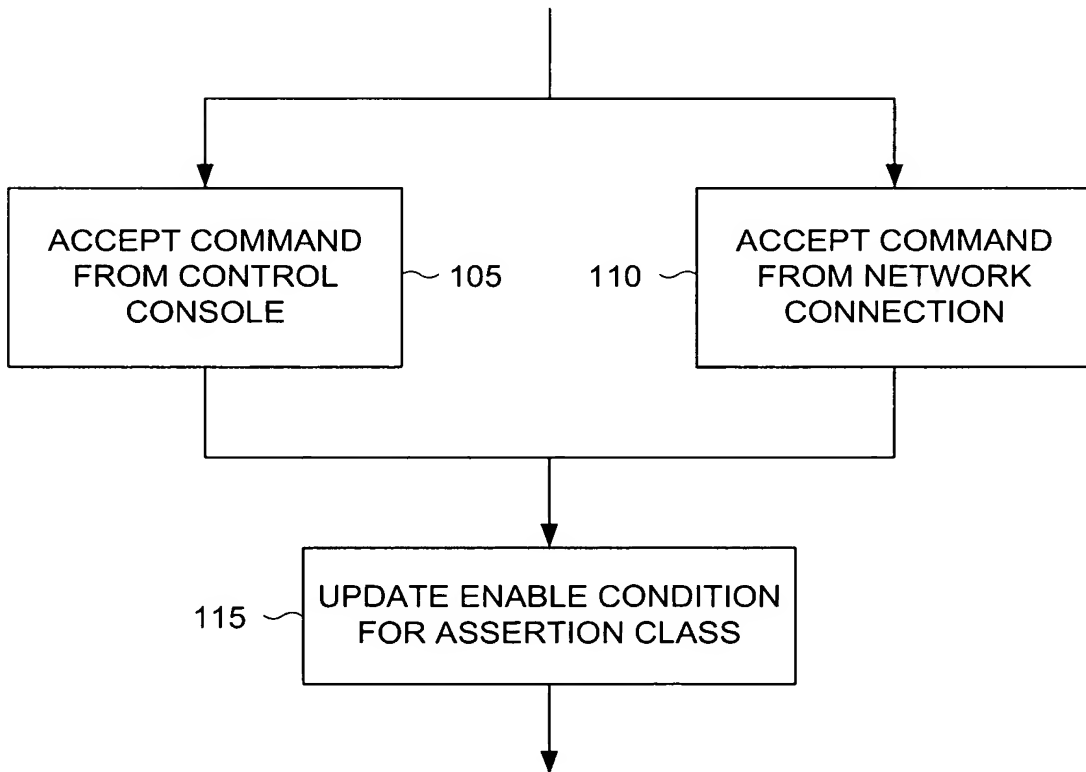 ACCEPT COMMAND
FROM CONTROL
CONSOLE
105
110
ACCEPT COMMAND
FROM NETWORK
CONNECTION
115
UPDATE ENABLE CONDITION
FOR ASSERTION CLASS